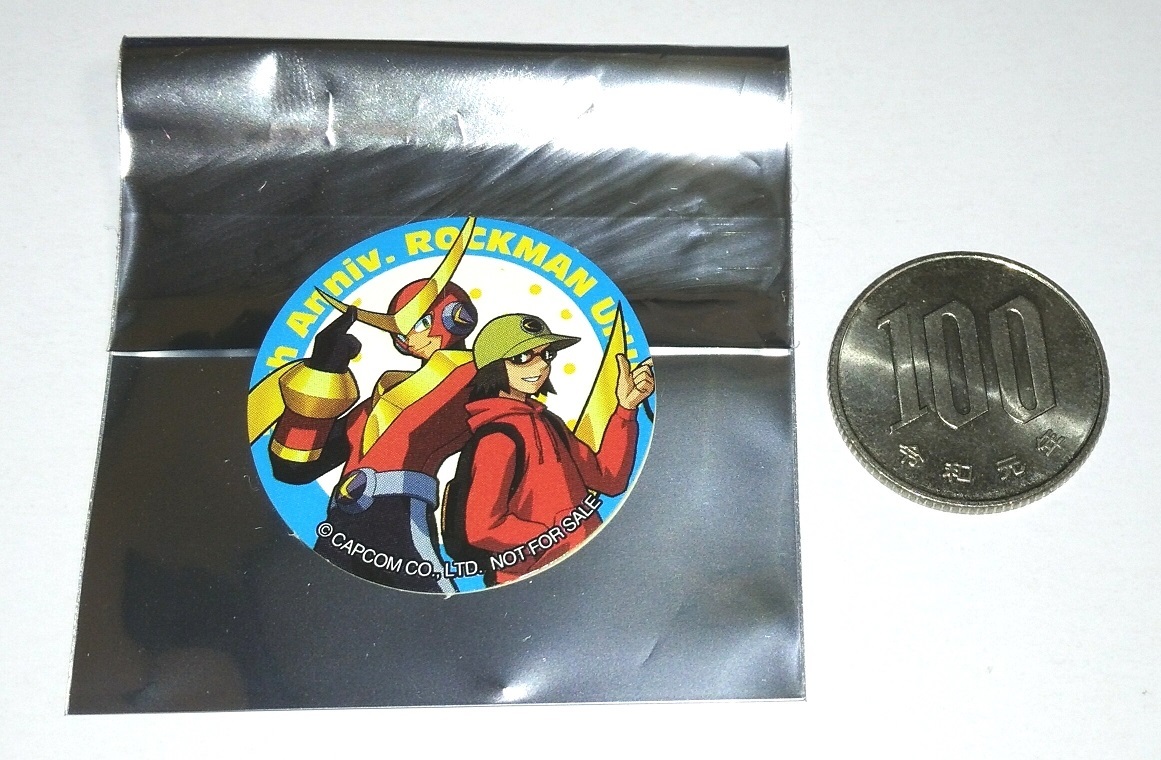 Anniv. ROCKMAN
© CAPCOM CO., LTD. NOT FOR SALE
100
令和元年